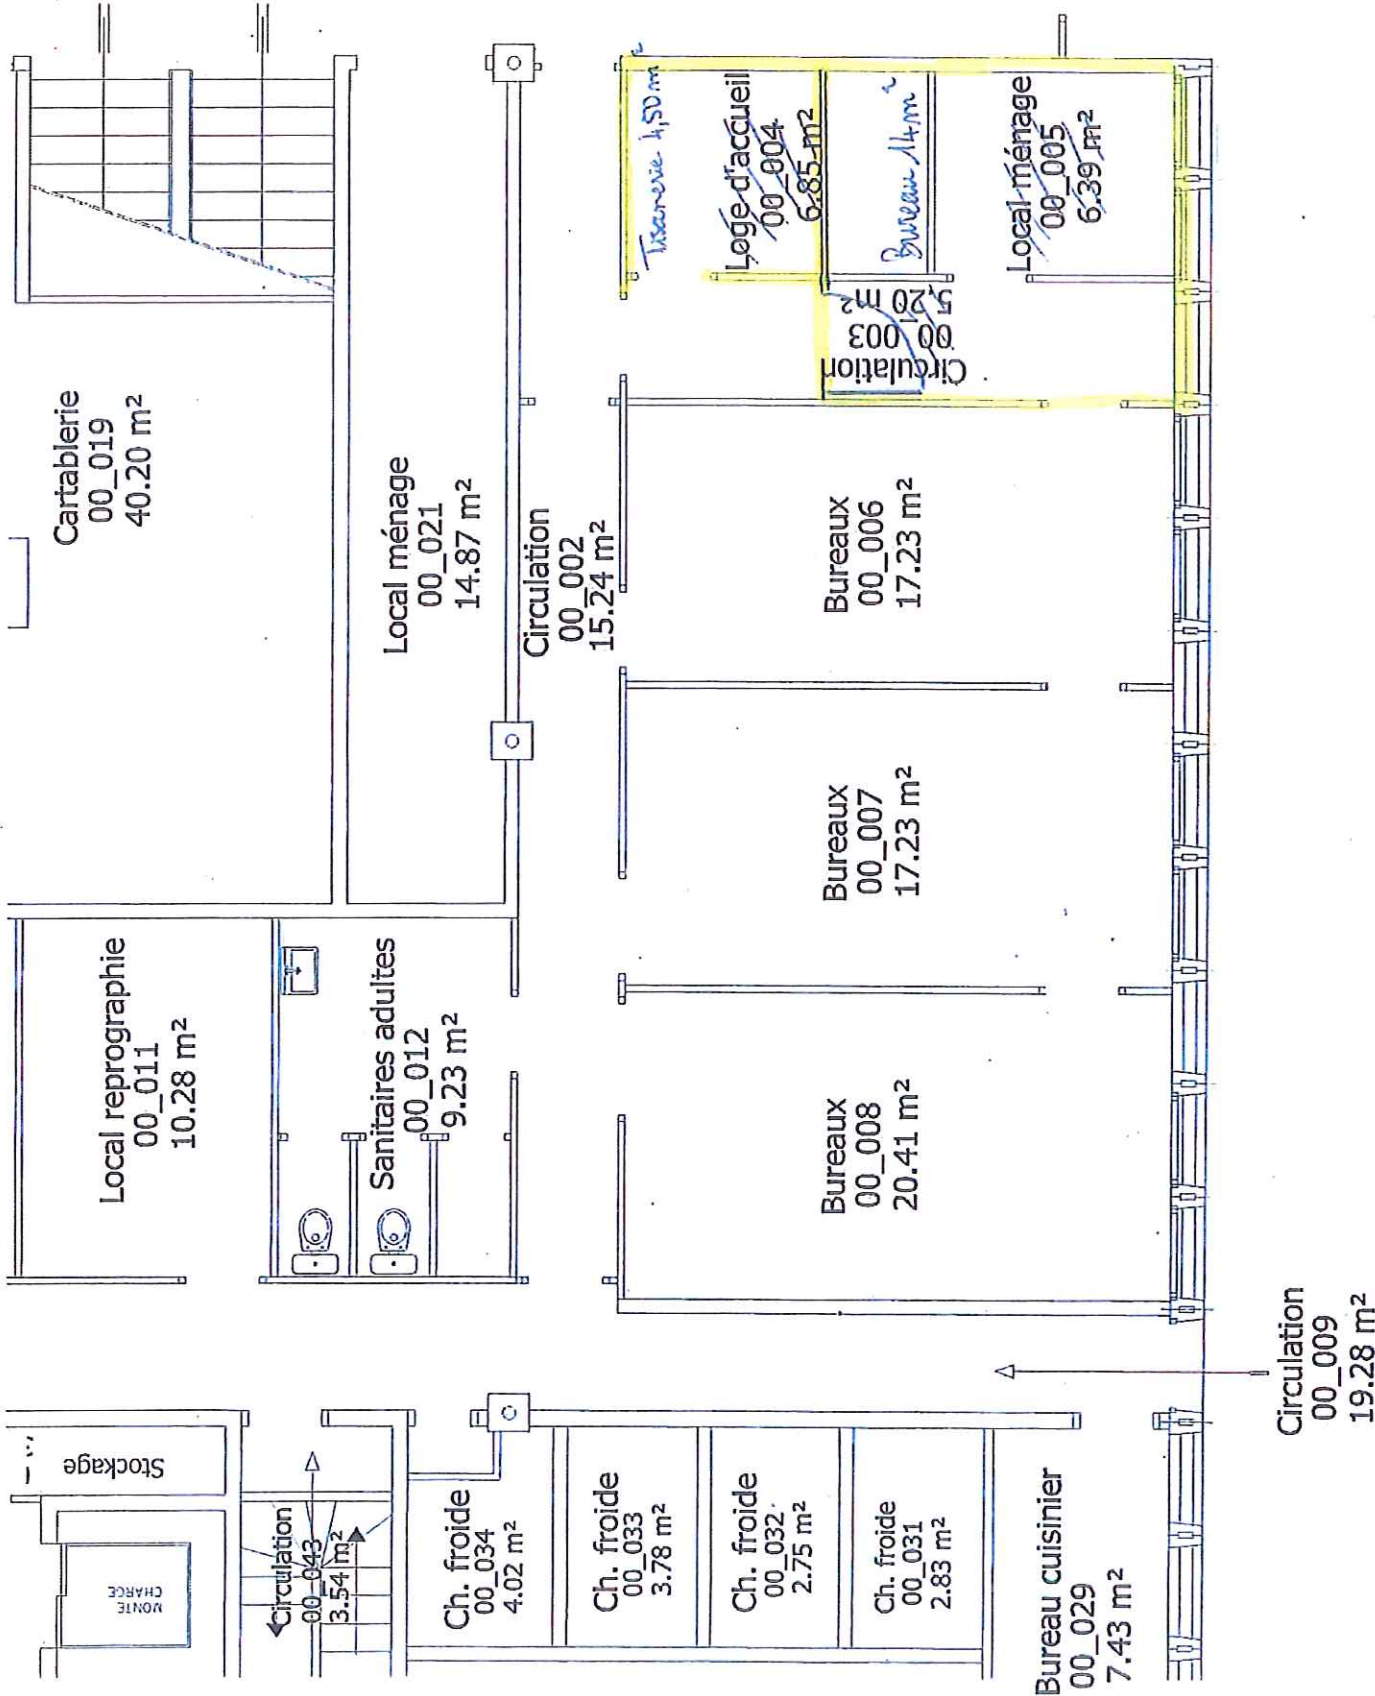 Cartablerie
00_019
40.20 m²
Local ménage
00_021
14.87 m²
Circulation
00_002
15.24 m²
Tisanerie 4,50 m²
Loge d'accueil
00_004
6.85 m²
Bureau 14m²
Local ménage
00_005
6.39 m²
Circulation
00_003
5,20 m²
Bureaux
00_006
17.23 m²
Bureaux
00_007
17.23 m²
Bureaux
00_008
20.41 m²
Local reprographie
00_011
10.28 m²
Sanitaires adultes
00_012
9.23 m²
Circulation
00_009
19.28 m²
Stockage
MONTE
CHARGE
Circulation
00_043
3.54 m²
Ch. froide
00_034
4.02 m²
Ch. froide
00_033
3.78 m²
Ch. froide
00_032
2.75 m²
Ch. froide
00_031
2.83 m²
Bureau cuisinier
00_029
7.43 m²